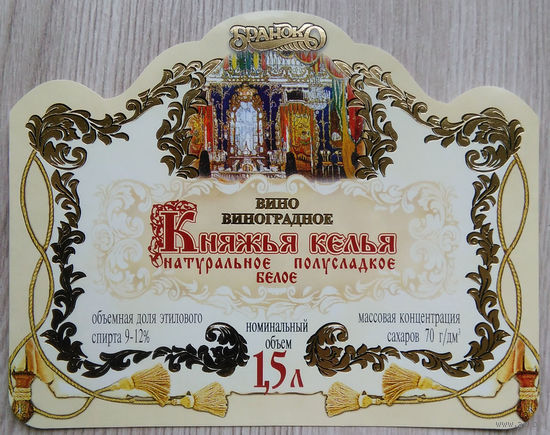 БРАНОКО
ВИНО
ВИНОГРАДНОЕ
Княжья келья
НАТУРАЛЬНОЕ ПОЛУСЛАДКОЕ
БЕЛОЕ
объемная доля этилового
спирта 9-12%
НОМИНАЛЬНЫЙ
ОБЪЕМ
1,5 л
массовая концентрация
сахаров 70 г/дм³